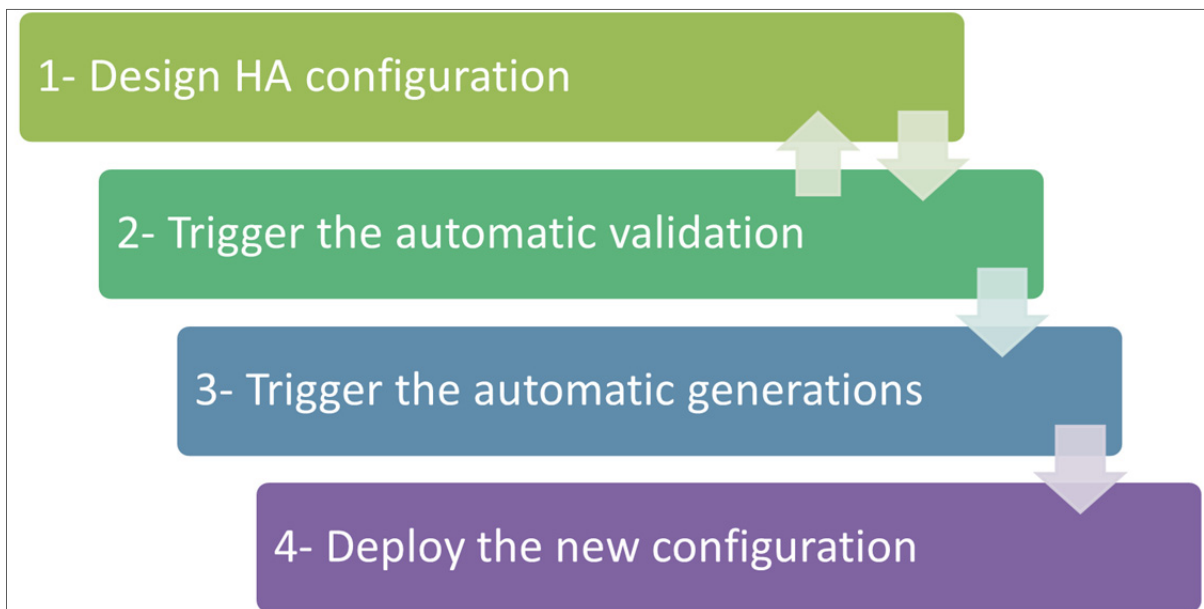 1- Design HA configuration
2- Trigger the automatic validation
3- Trigger the automatic generations
4- Deploy the new configuration